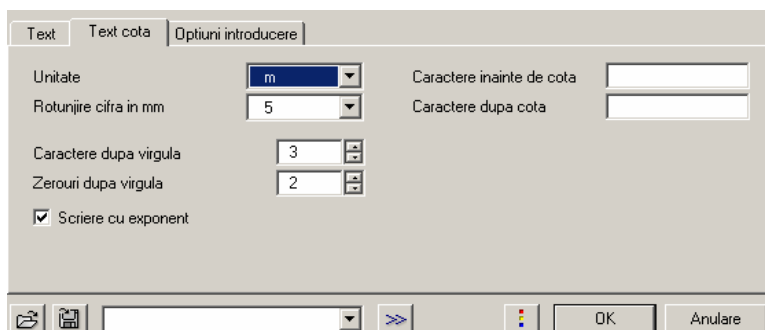 Text Text cota Optiuni introducere
Unitate m Caractere inainte de cota
Rotunjire cifra in mm 5 Caractere dupa cota
Caractere dupa virgula 3
Zerouri dupa virgula 2
Scriere cu exponent
>> OK Anulare